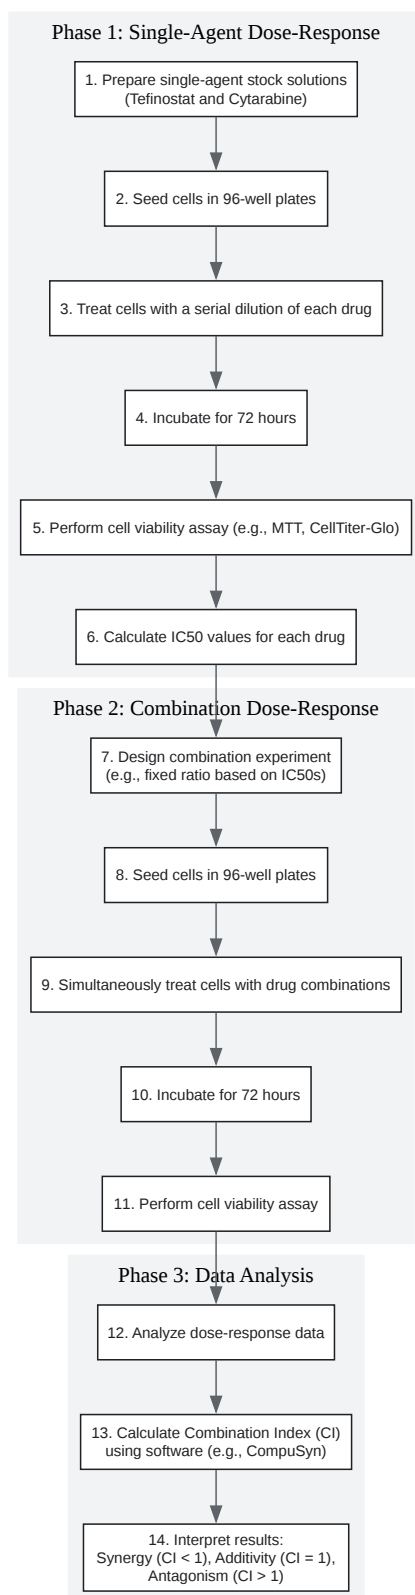 Phase 1: Single-Agent Dose-Response
1. Prepare single-agent stock solutions
(Tefinostat and Cytarabine)
2. Seed cells in 96-well plates
3. Treat cells with a serial dilution of each drug
4. Incubate for 72 hours
5. Perform cell viability assay (e.g., MTT, CellTiter-Glo)
6. Calculate IC50 values for each drug
Phase 2: Combination Dose-Response
7. Design combination experiment
(e.g., fixed ratio based on IC50s)
8. Seed cells in 96-well plates
9. Simultaneously treat cells with drug combinations
10. Incubate for 72 hours
11. Perform cell viability assay
Phase 3: Data Analysis
12. Analyze dose-response data
13. Calculate Combination Index (CI)
using software (e.g., CompuSyn)
14. Interpret results:
Synergy (CI < 1), Additivity (CI = 1),
Antagonism (CI > 1)